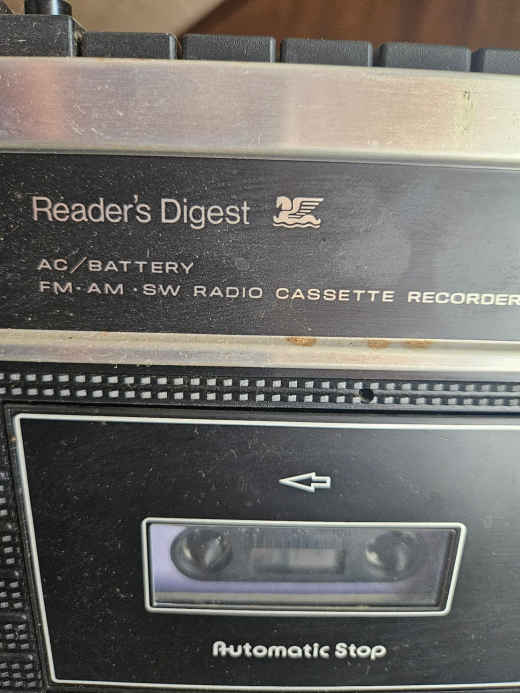 Reader's Digest
AC/BATTERY
FM·AM·SW RADIO CASSETTE RECORDER
Automatic Stop